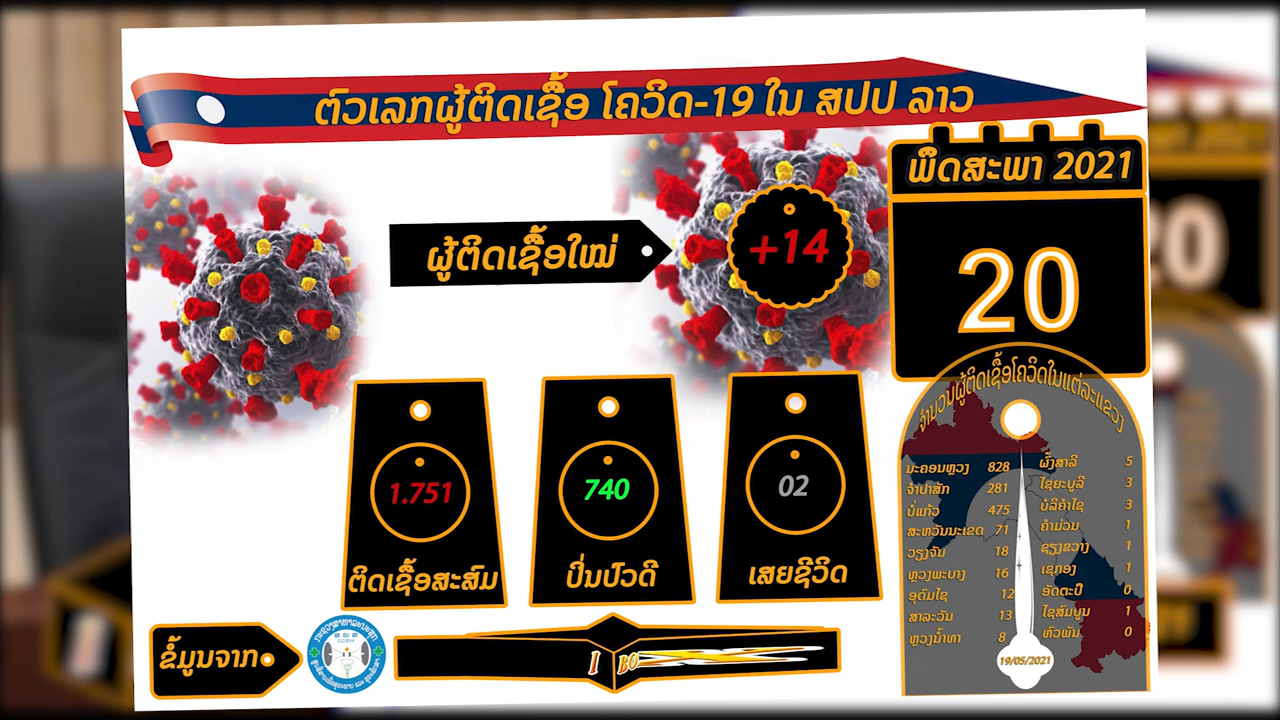 ຕົວເລກຜູ້ຕິດເຊື້ອ ໂຄວິດ-19 ໃນ ສປປ ລາວ
ພຶດສະພາ 2021
20
ຜູ້ຕິດເຊື້ອໃໝ່
+14
1.751
ຕິດເຊື້ອສະສົມ
740
ປິ່ນປົວດີ
02
ເສຍຊີວິດ
ຈຳນວນຜູ້ຕິດເຊື້ອໂຄວິດໃນແຕ່ລະແຂວງ
ນະຄອນຫຼວງ 828
ຈຳປາສັກ 281
ບໍ່ແກ້ວ 475
ສະຫວັນນະເຂດ 71
ວຽງຈັນ 18
ຫຼວງພະບາງ 16
ອຸດົມໄຊ 12
ສາລະວັນ 13
ຫຼວງນ້ຳທາ 8
ຜົ້ງສາລີ 5
ໄຊຍະບູລີ 3
ບໍລິຄຳໄຊ 3
ຄຳມ່ວນ 1
ຊຽງຂວາງ 1
ເຊກອງ 1
ອັດຕະປື 0
ໄຊສົມບູນ 1
ຫົວພັນ 0
19/05/2021
ຂໍ້ມູນຈາກ
I BO